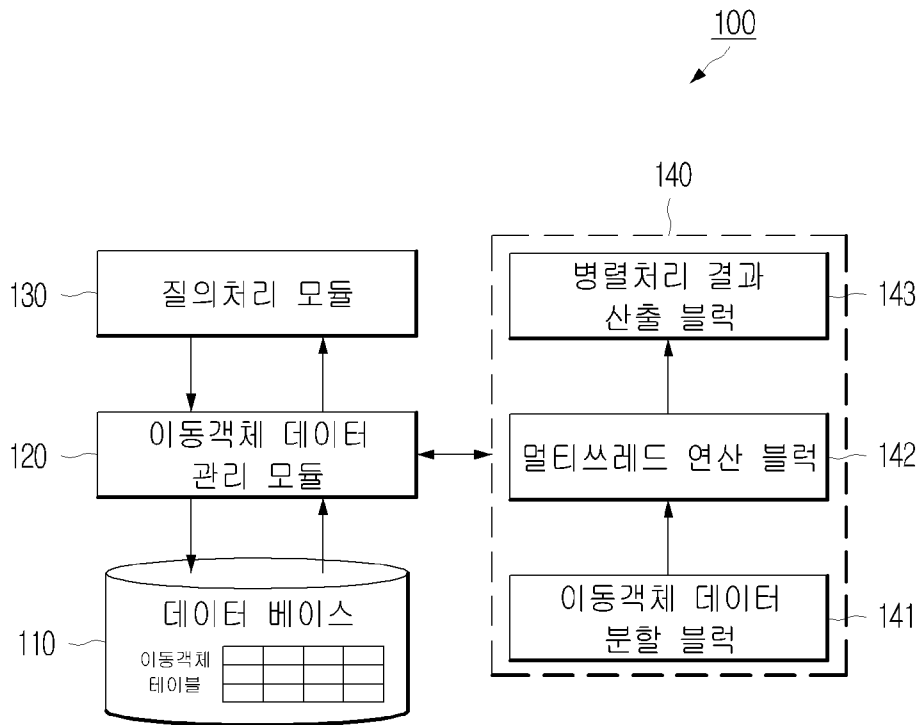 100
140
130
질의처리 모듈
병렬처리 결과
산출 블럭
143
120
이동객체 데이터
관리 모듈
멀티쓰레드 연산 블럭
142
110
데이터 베이스
이동객체
테이블
이동객체 데이터
분할 블럭
141